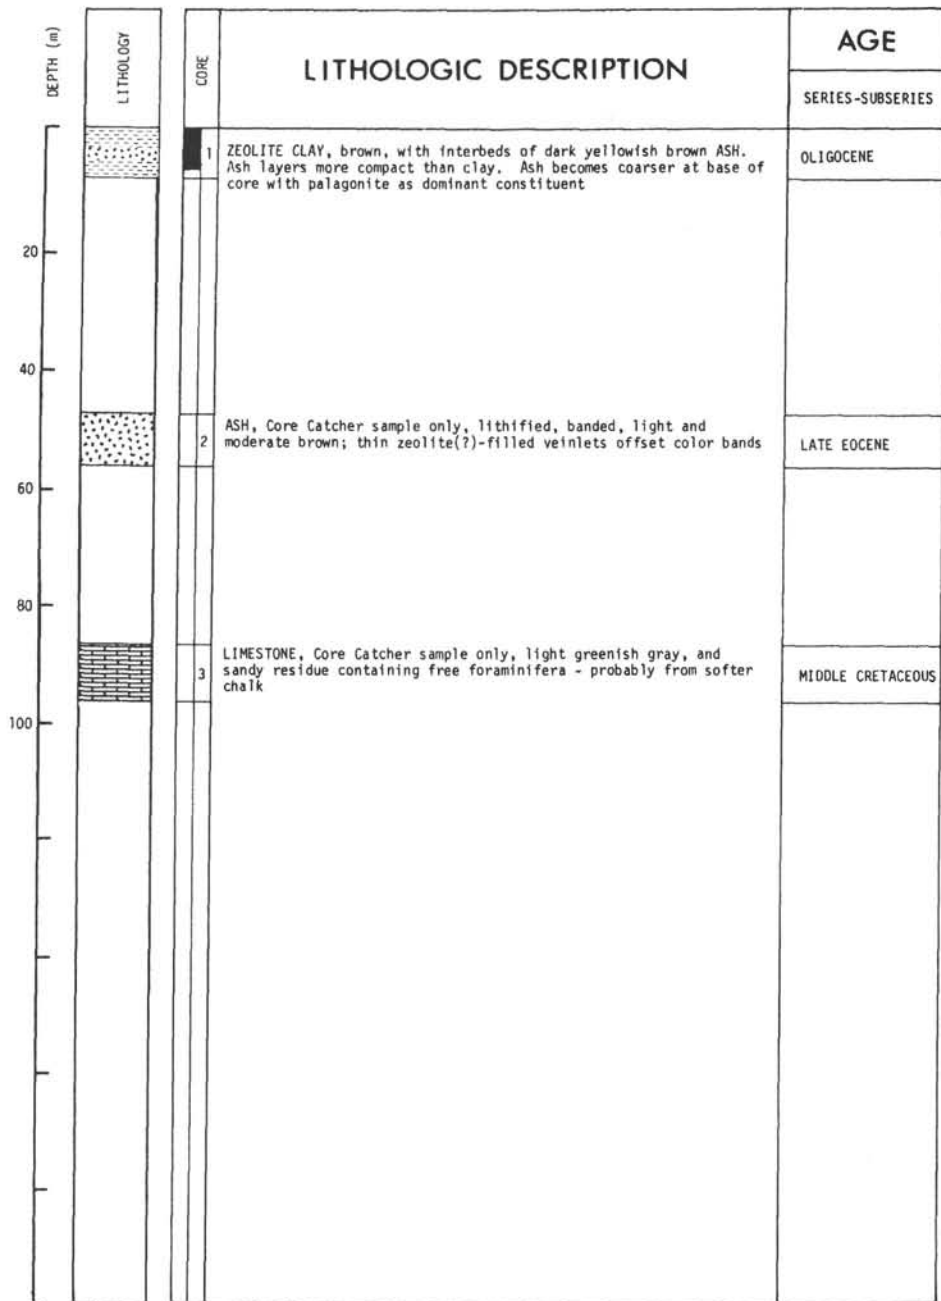 DEPTH (m)
LITHOLOGY
CORE
LITHOLOGIC DESCRIPTION
AGE
SERIES-SUBSERIES
1
ZEOLITE CLAY, brown, with interbeds of dark yellowish brown ASH.
Ash layers more compact than clay. Ash becomes coarser at base of
core with palagonite as dominant constituent
OLIGOCENE
20
40
2
ASH, Core Catcher sample only, lithified, banded, light and
moderate brown; thin zeolite(?)-filled veinlets offset color bands
LATE EOCENE
60
80
3
LIMESTONE, Core Catcher sample only, light greenish gray, and
sandy residue containing free foraminifera - probably from softer
chalk
MIDDLE CRETACEOUS
100